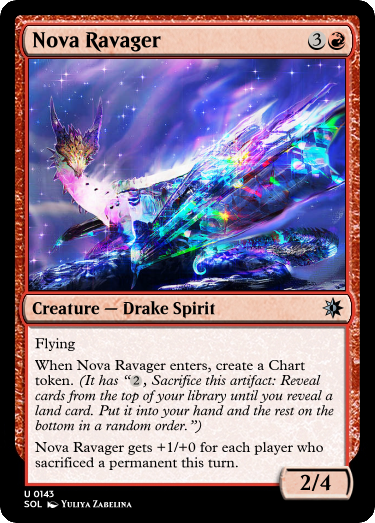 Nova Ravager 3
Creature — Drake Spirit
Flying
When Nova Ravager enters, create a Chart
token. (It has “2, Sacrifice this artifact: Reveal
cards from the top of your library until you reveal a
land card. Put it into your hand and the rest on the
bottom in a random order.”)
Nova Ravager gets +1/+0 for each player who
sacrificed a permanent this turn.
2/4
U 0143
SOL Yuliya Zabelina